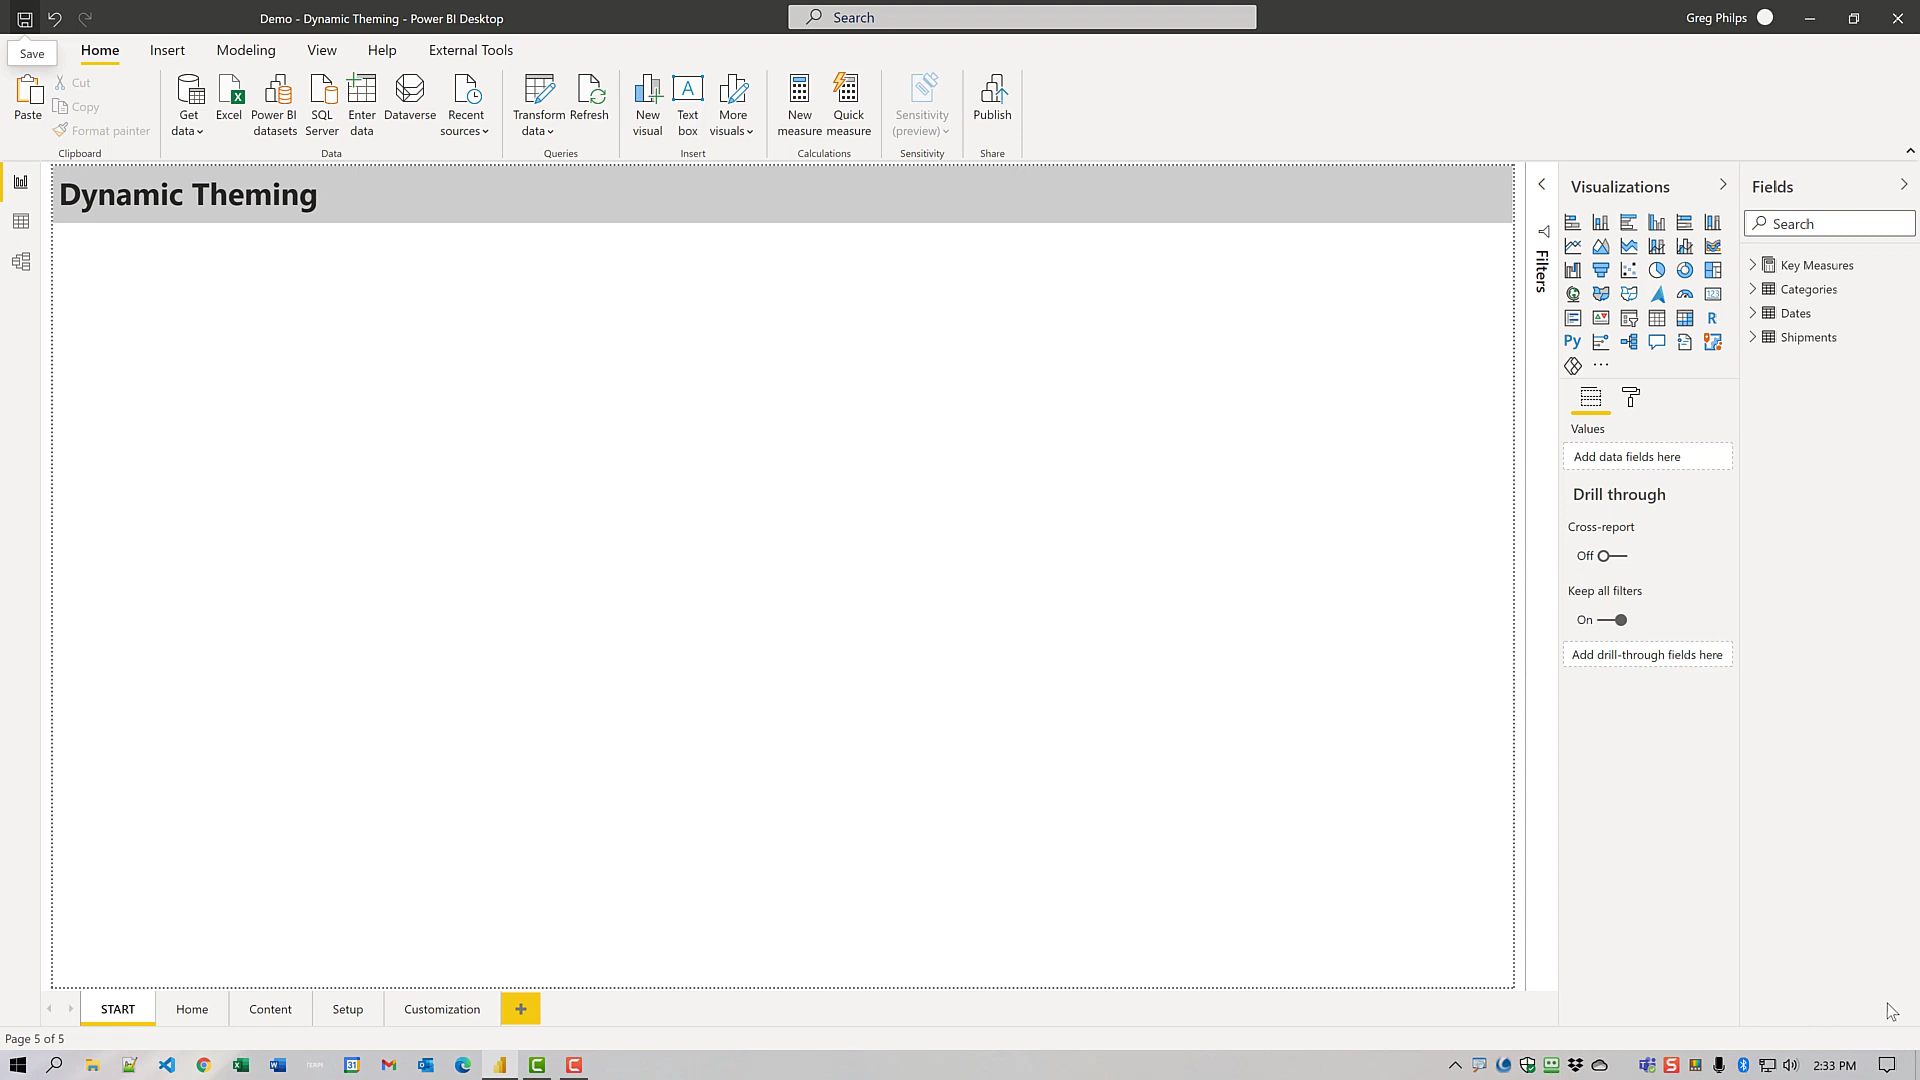 Demo - Dynamic Theming - Power BI Desktop
Search
Greg Philps
Save
Home
Insert
Modeling
View
Help
External Tools
Paste
Cut
Copy
Format painter
Clipboard
Get data
Excel
Power BI datasets
SQL Server
Enter data
Dataverse
Recent sources
Data
Transform data
Refresh
Queries
New visual
Text box
More visuals
Insert
New measure
Quick measure
Calculations
Sensitivity (preview)
Sensitivity
Publish
Share
Dynamic Theming
Filters
Visualizations
R
Py
Values
Add data fields here
Drill through
Cross-report
Off
Keep all filters
On
Add drill-through fields here
Fields
Search
Key Measures
Categories
Dates
Shipments
START
Home
Content
Setup
Customization
Page 5 of 5
2:33 PM